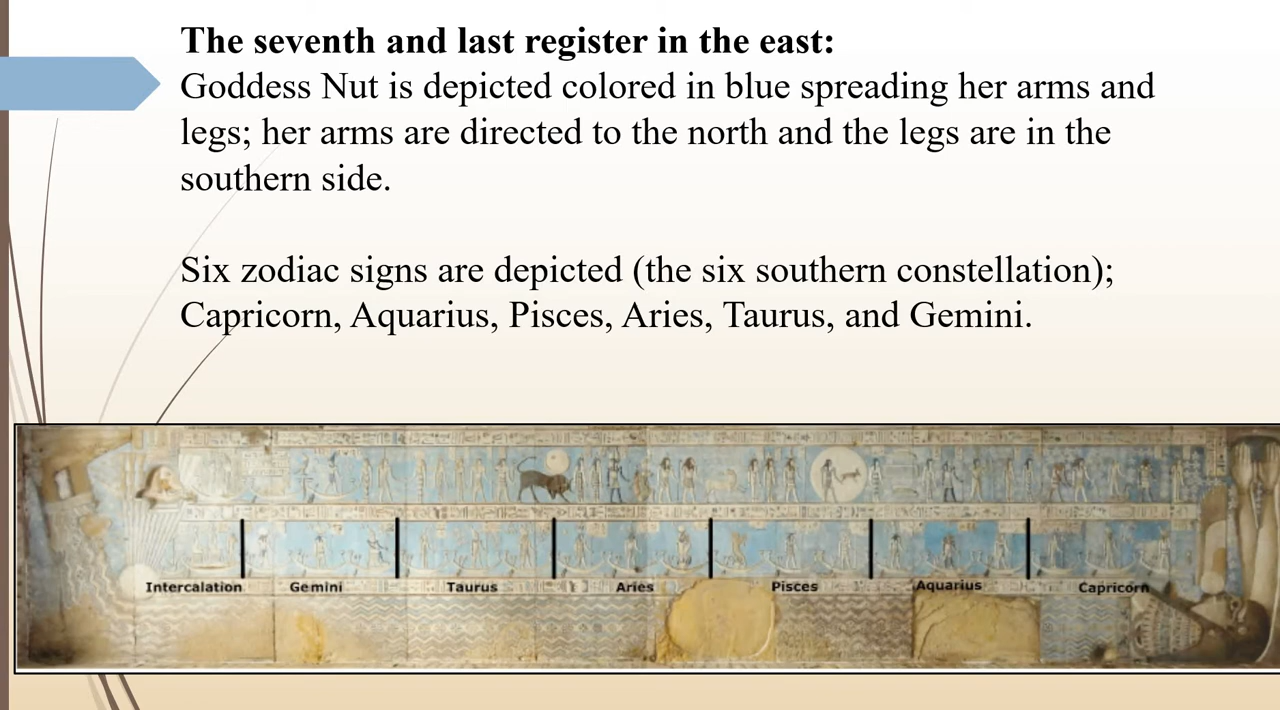 The seventh and last register in the east:
Goddess Nut is depicted colored in blue spreading her arms and
legs; her arms are directed to the north and the legs are in the
southern side.
Six zodiac signs are depicted (the six southern constellation);
Capricorn, Aquarius, Pisces, Aries, Taurus, and Gemini.
Intercalation Gemini Taurus Aries Pisces Aquarius Capricorn